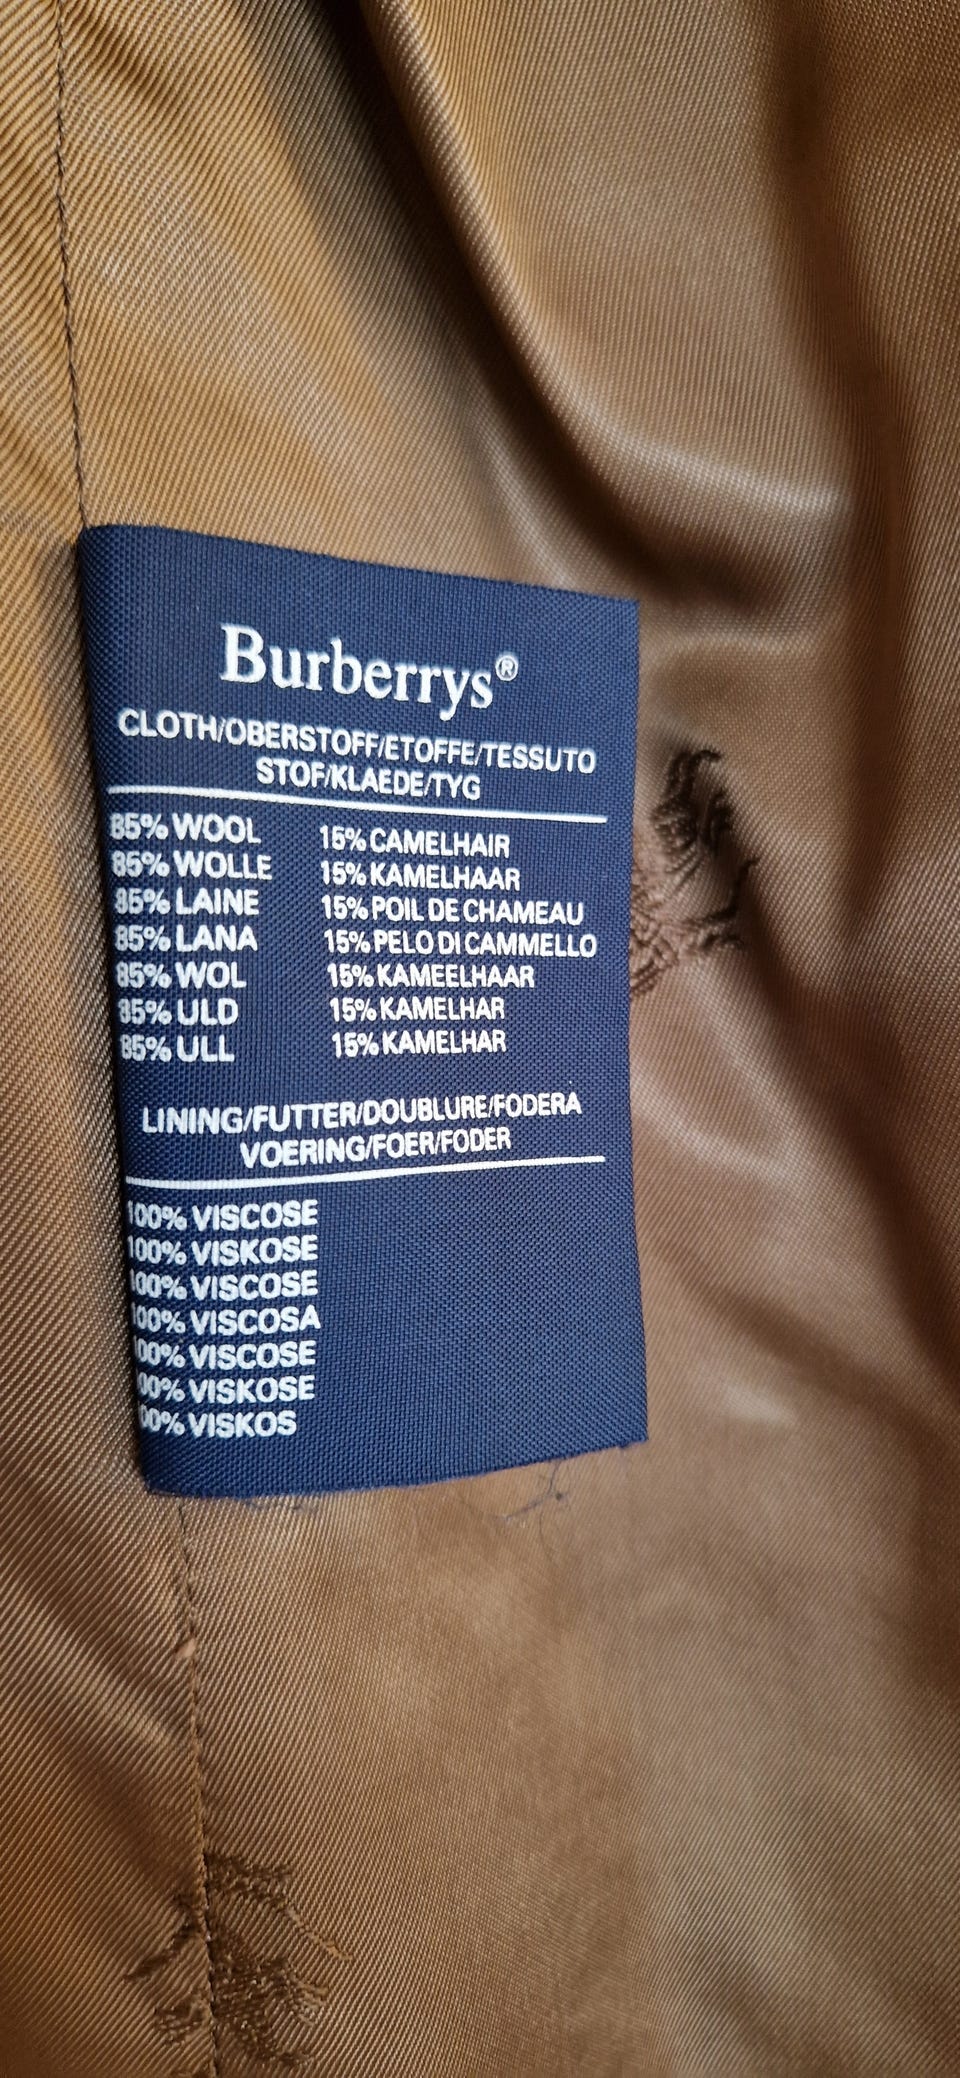 Burberrys®
CLOTH/OBERSTOFF/ETOFFE/TESSUTO
STOF/KLAEDE/TYG
85% WOOL 15% CAMELHAIR
85% WOLLE 15% KAMELHAAR
85% LAINE 15% POIL DE CHAMEAU
85% LANA 15% PELO DI CAMMELLO
85% WOL 15% KAMEELHAAR
85% ULD 15% KAMELHAR
85% ULL 15% KAMELHAR
LINING/FUTTER/DOUBLURE/FODERA
VOERING/FOER/FODER
100% VISCOSE
100% VISKOSE
100% VISCOSE
100% VISCOSA
100% VISCOSE
00% VISKOSE
00% VISKOS